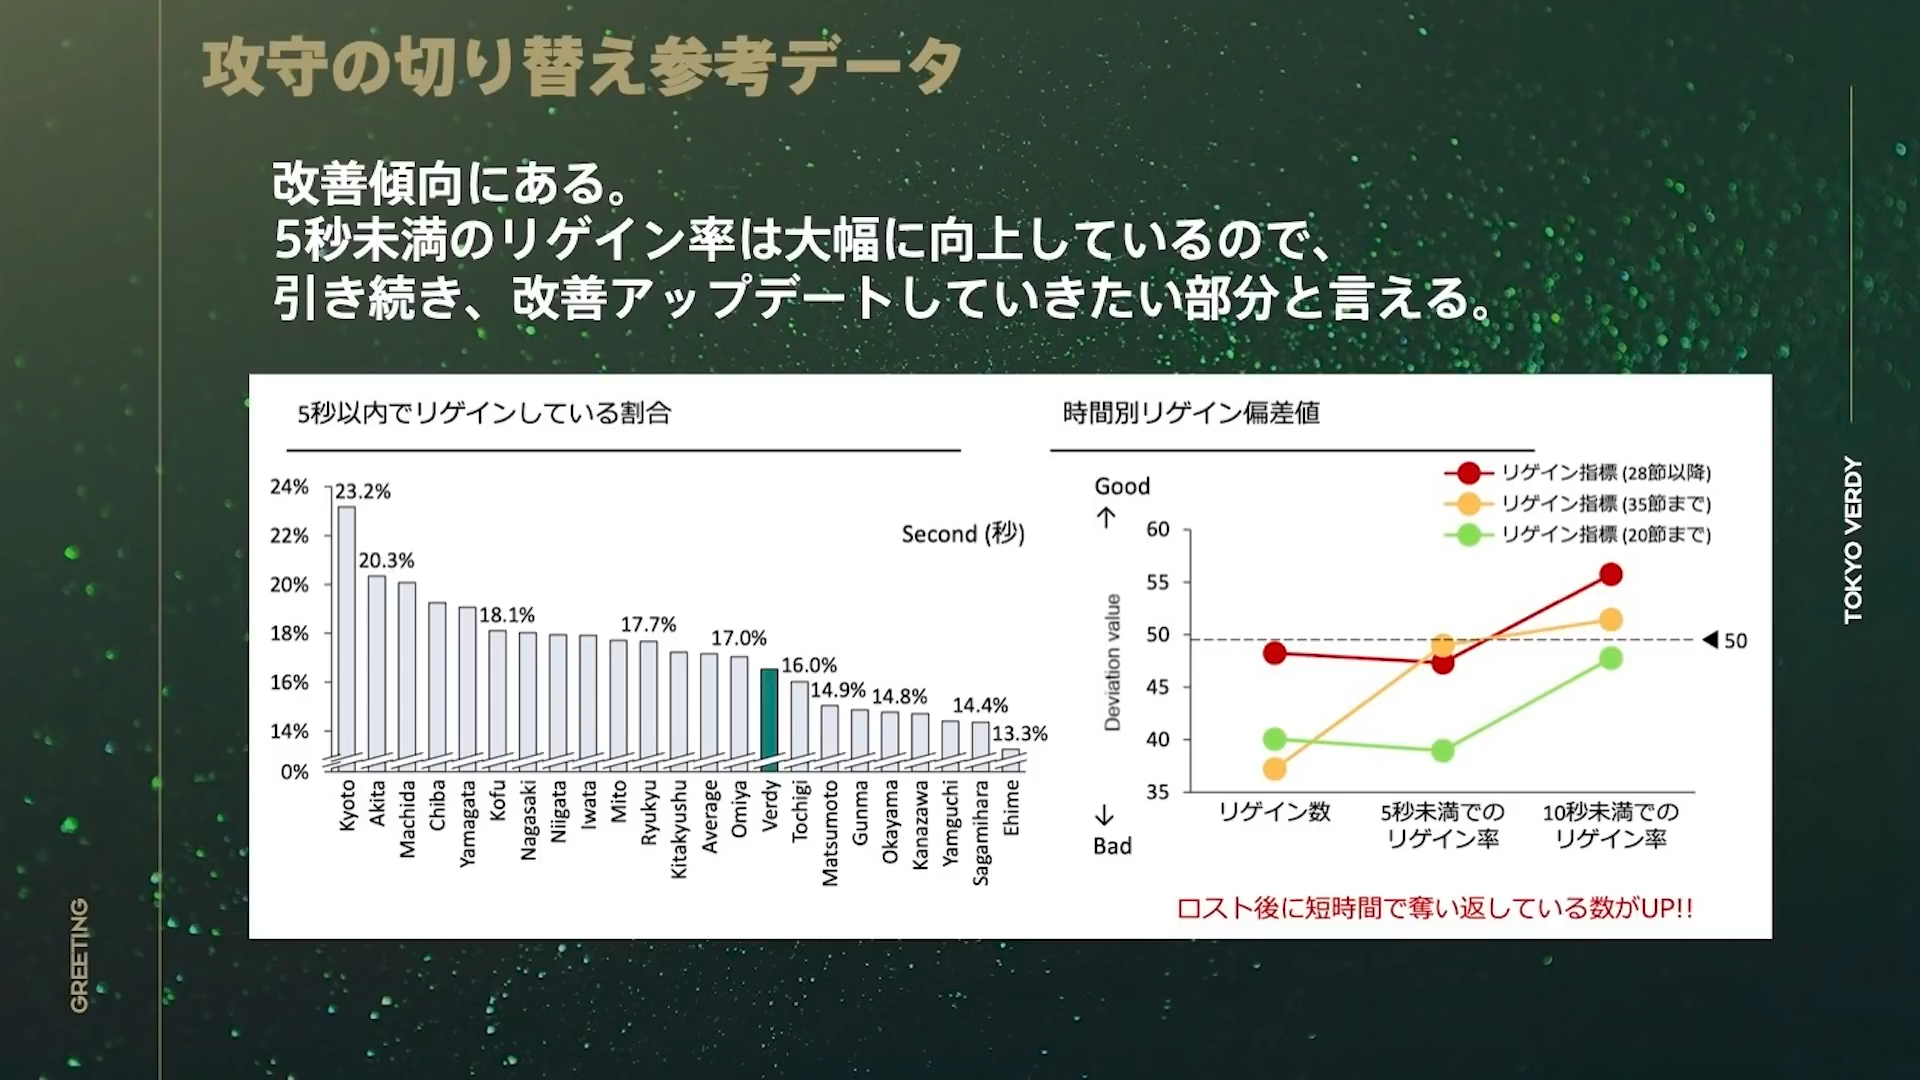 攻守の切り替え参考データ
改善傾向にある。
5秒未満のリゲイン率は大幅に向上しているので、
引き続き、改善アップデートしていきたい部分と言える。
5秒以内でリゲインしている割合
24%
22%
20%
18%
16%
14%
0%
23.2%
20.3%
18.1%
17.7%
17.0%
16.0%
14.9%
14.8%
14.4%
13.3%
Second (秒)
Kyoto
Akita
Machida
Chiba
Yamagata
Kofu
Nagasaki
Niigata
Iwata
Mito
Ryukyu
Kitakyushu
Average
Omiya
Verdy
Tochigi
Matsumoto
Gunma
Okayama
Kanazawa
Yamguchi
Sagamihara
Ehime
時間別リゲイン偏差値
リゲイン指標 (28節以降)
リゲイン指標 (35節まで)
リゲイン指標 (20節まで)
Good
↑
Deviation value
↓
Bad
60
55
50
45
40
35
◀ 50
リゲイン数
5秒未満での
リゲイン率
10秒未満での
リゲイン率
ロスト後に短時間で奪い返している数がUP!!
TOKYO VERDY
GREETING